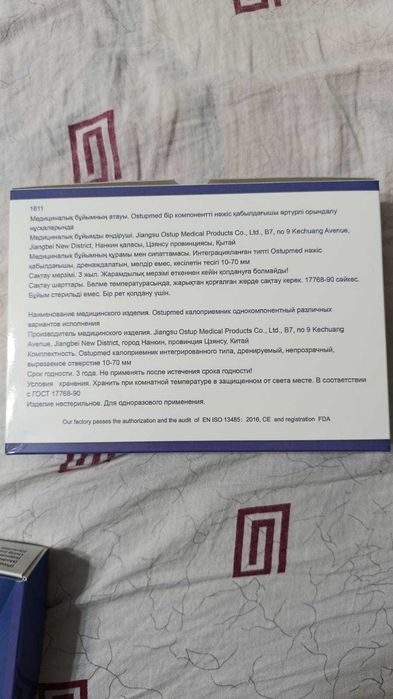 1611
Медициналық бұйымның атауы. Ostupmed бір компонентті нәжіс қабылдағышы әртүрлі орындалу
нұсқаларында
Медициналық бұйымды өндіруші. Jiangsu Ostup Medical Products Co., Ltd., B7, no 9 Kechuang Avenue,
Jiangbei New District, Нанкин қаласы, Цзянсу провинциясы, Қытай
Медициналық бұйымның құрамы мен сипаттамасы. Интеграцияланған типті Ostupmed нәжіс
қабылдағышы, дренаждалатын, мөлдір емес, кесілетін тесігі 10-70 мм
Сақтау мерзімі. 3 жыл. Жарамдылық мерзімі өткеннен кейін қолдануға болмайды!
Сақтау шарттары. Бөлме температурасында, жарықтан қорғалған жерде сақтау керек. 17768-90 сәйкес.
Бұйым стерильді емес. Бір рет қолдану үшін.
Наименование медицинского изделия. Ostupmed калоприемник однокомпонентный различных
вариантов исполнения
Производитель медицинского изделия. Jiangsu Ostup Medical Products Co., Ltd., B7, no 9 Kechuang
Avenue, Jiangbei New District, город Нанкин, провинция Цзянсу, Китай
Комплектность. Ostupmed калоприемник интегрированного типа, дренируемый, непрозрачный,
вырезаемое отверстие 10-70 мм
Срок годности. 3 года. Не применять после истечения срока годности!
Условия хранения. Хранить при комнатной температуре в защищенном от света месте. В соответствии
с ГОСТ 17768-90
Изделие нестерильное. Для одноразового применения.
Our factory passes the authorization and the audit of EN ISO 13485: 2016, CE and registration FDA